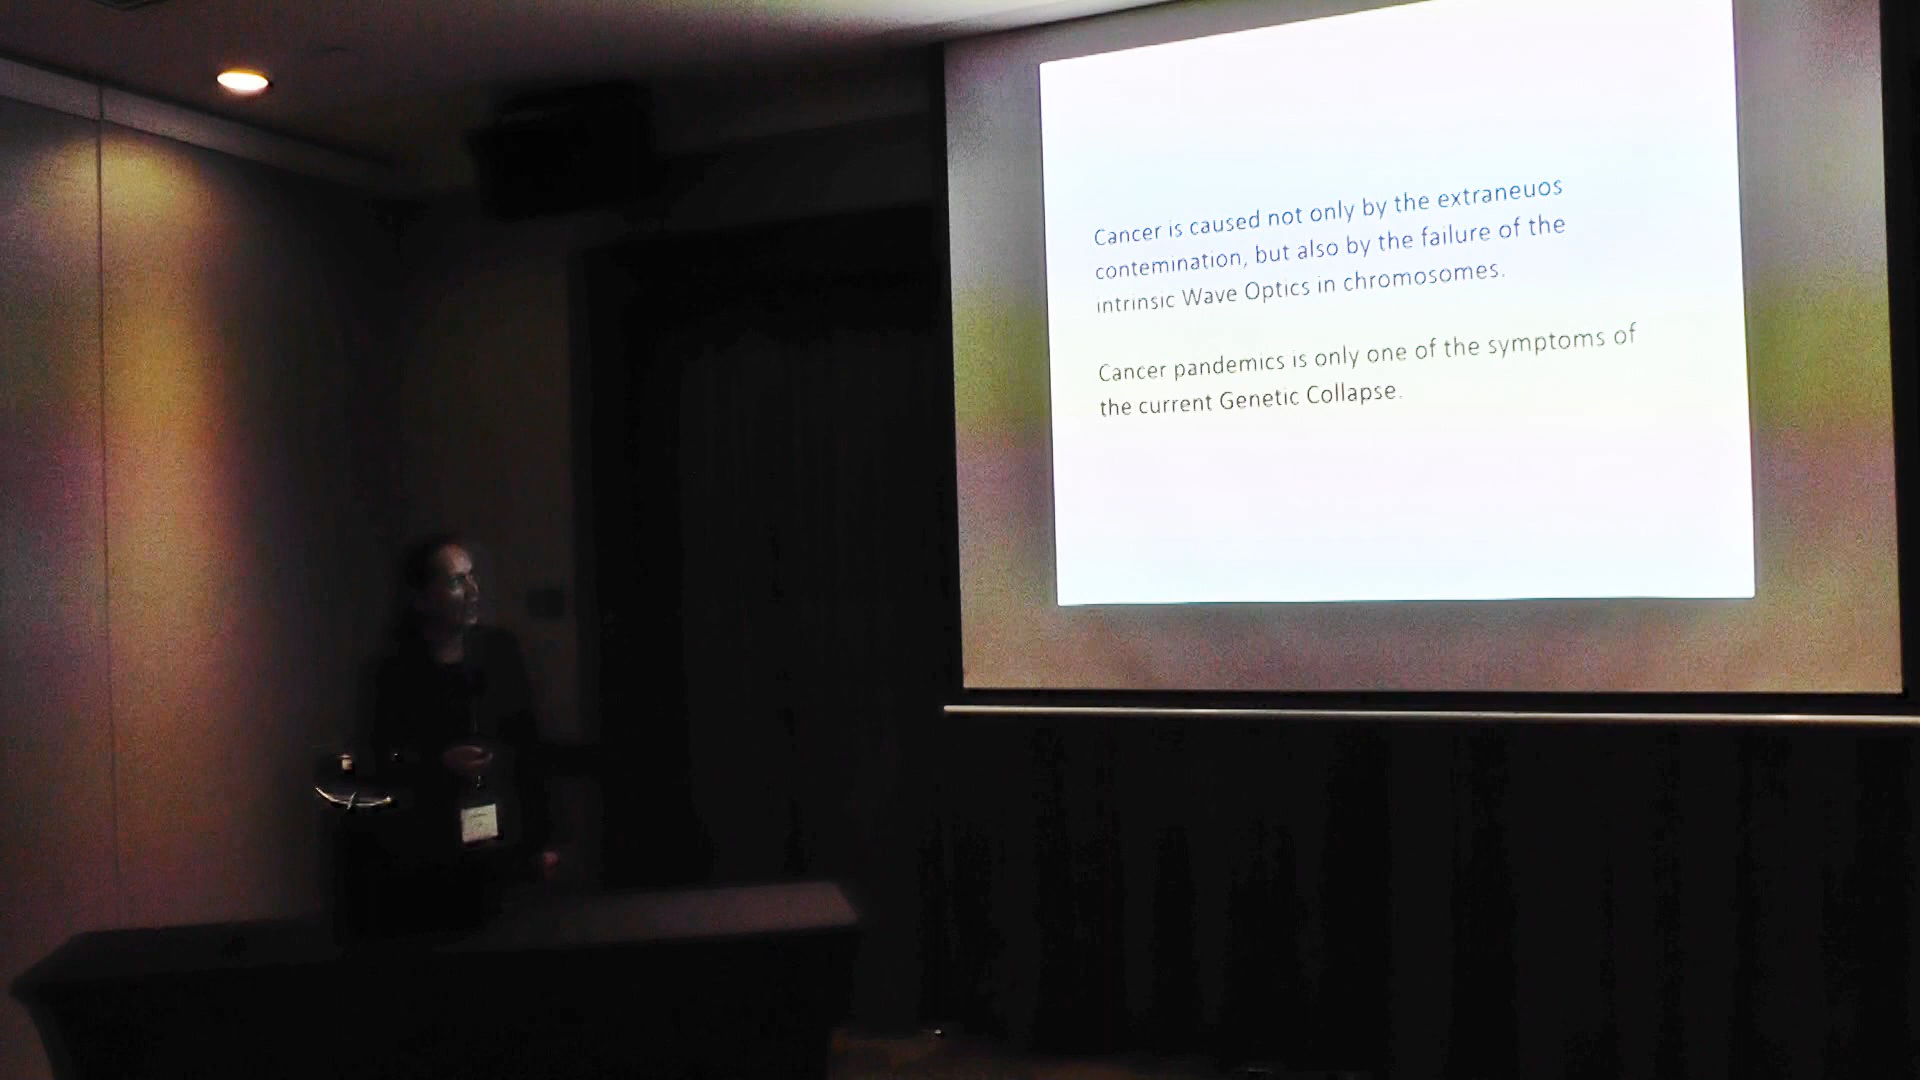 Cancer is caused not only by the extraneuos
contemination, but also by the failure of the
intrinsic Wave Optics in chromosomes.
Cancer pandemics is only one of the symptoms of
the current Genetic Collapse.